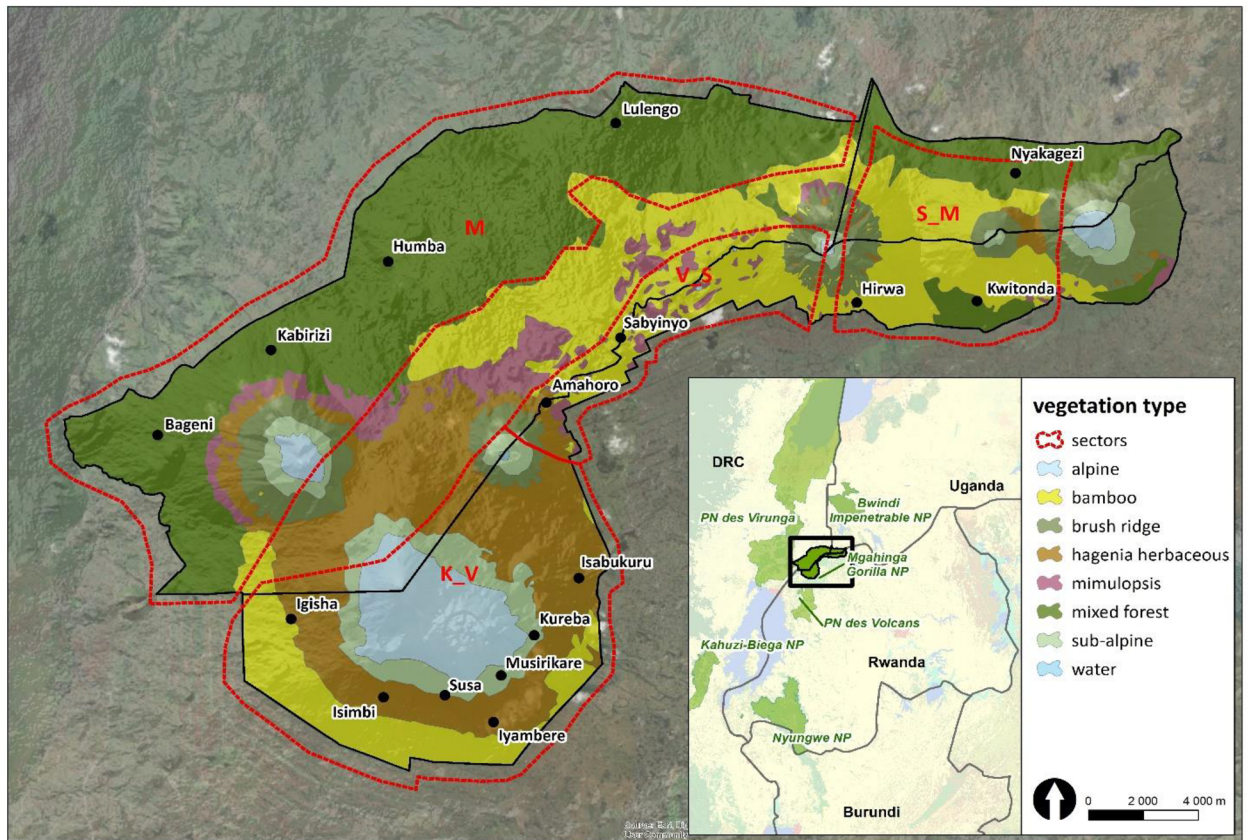 Lulengo
Nyakagezi
M
S_M
Humba
V_S
Hirwa
Kwitonda
Sabyinyo
Kabirizi
Amahoro
Bageni
K_V
Isabukuru
Igisha
Kureba
Musirikare
Susa
Isimbi
Iyambere
DRC
Uganda
Bwindi
Impenetrable NP
PN des Virunga
Mgahinga
Gorilla NP
PN des Volcans
Kahuzi-Biega NP
Rwanda
Nyungwe NP
Burundi
vegetation type
sectors
alpine
bamboo
brush ridge
hagenia herbaceous
mimulopsis
mixed forest
sub-alpine
water
0 2 000 4 000 m